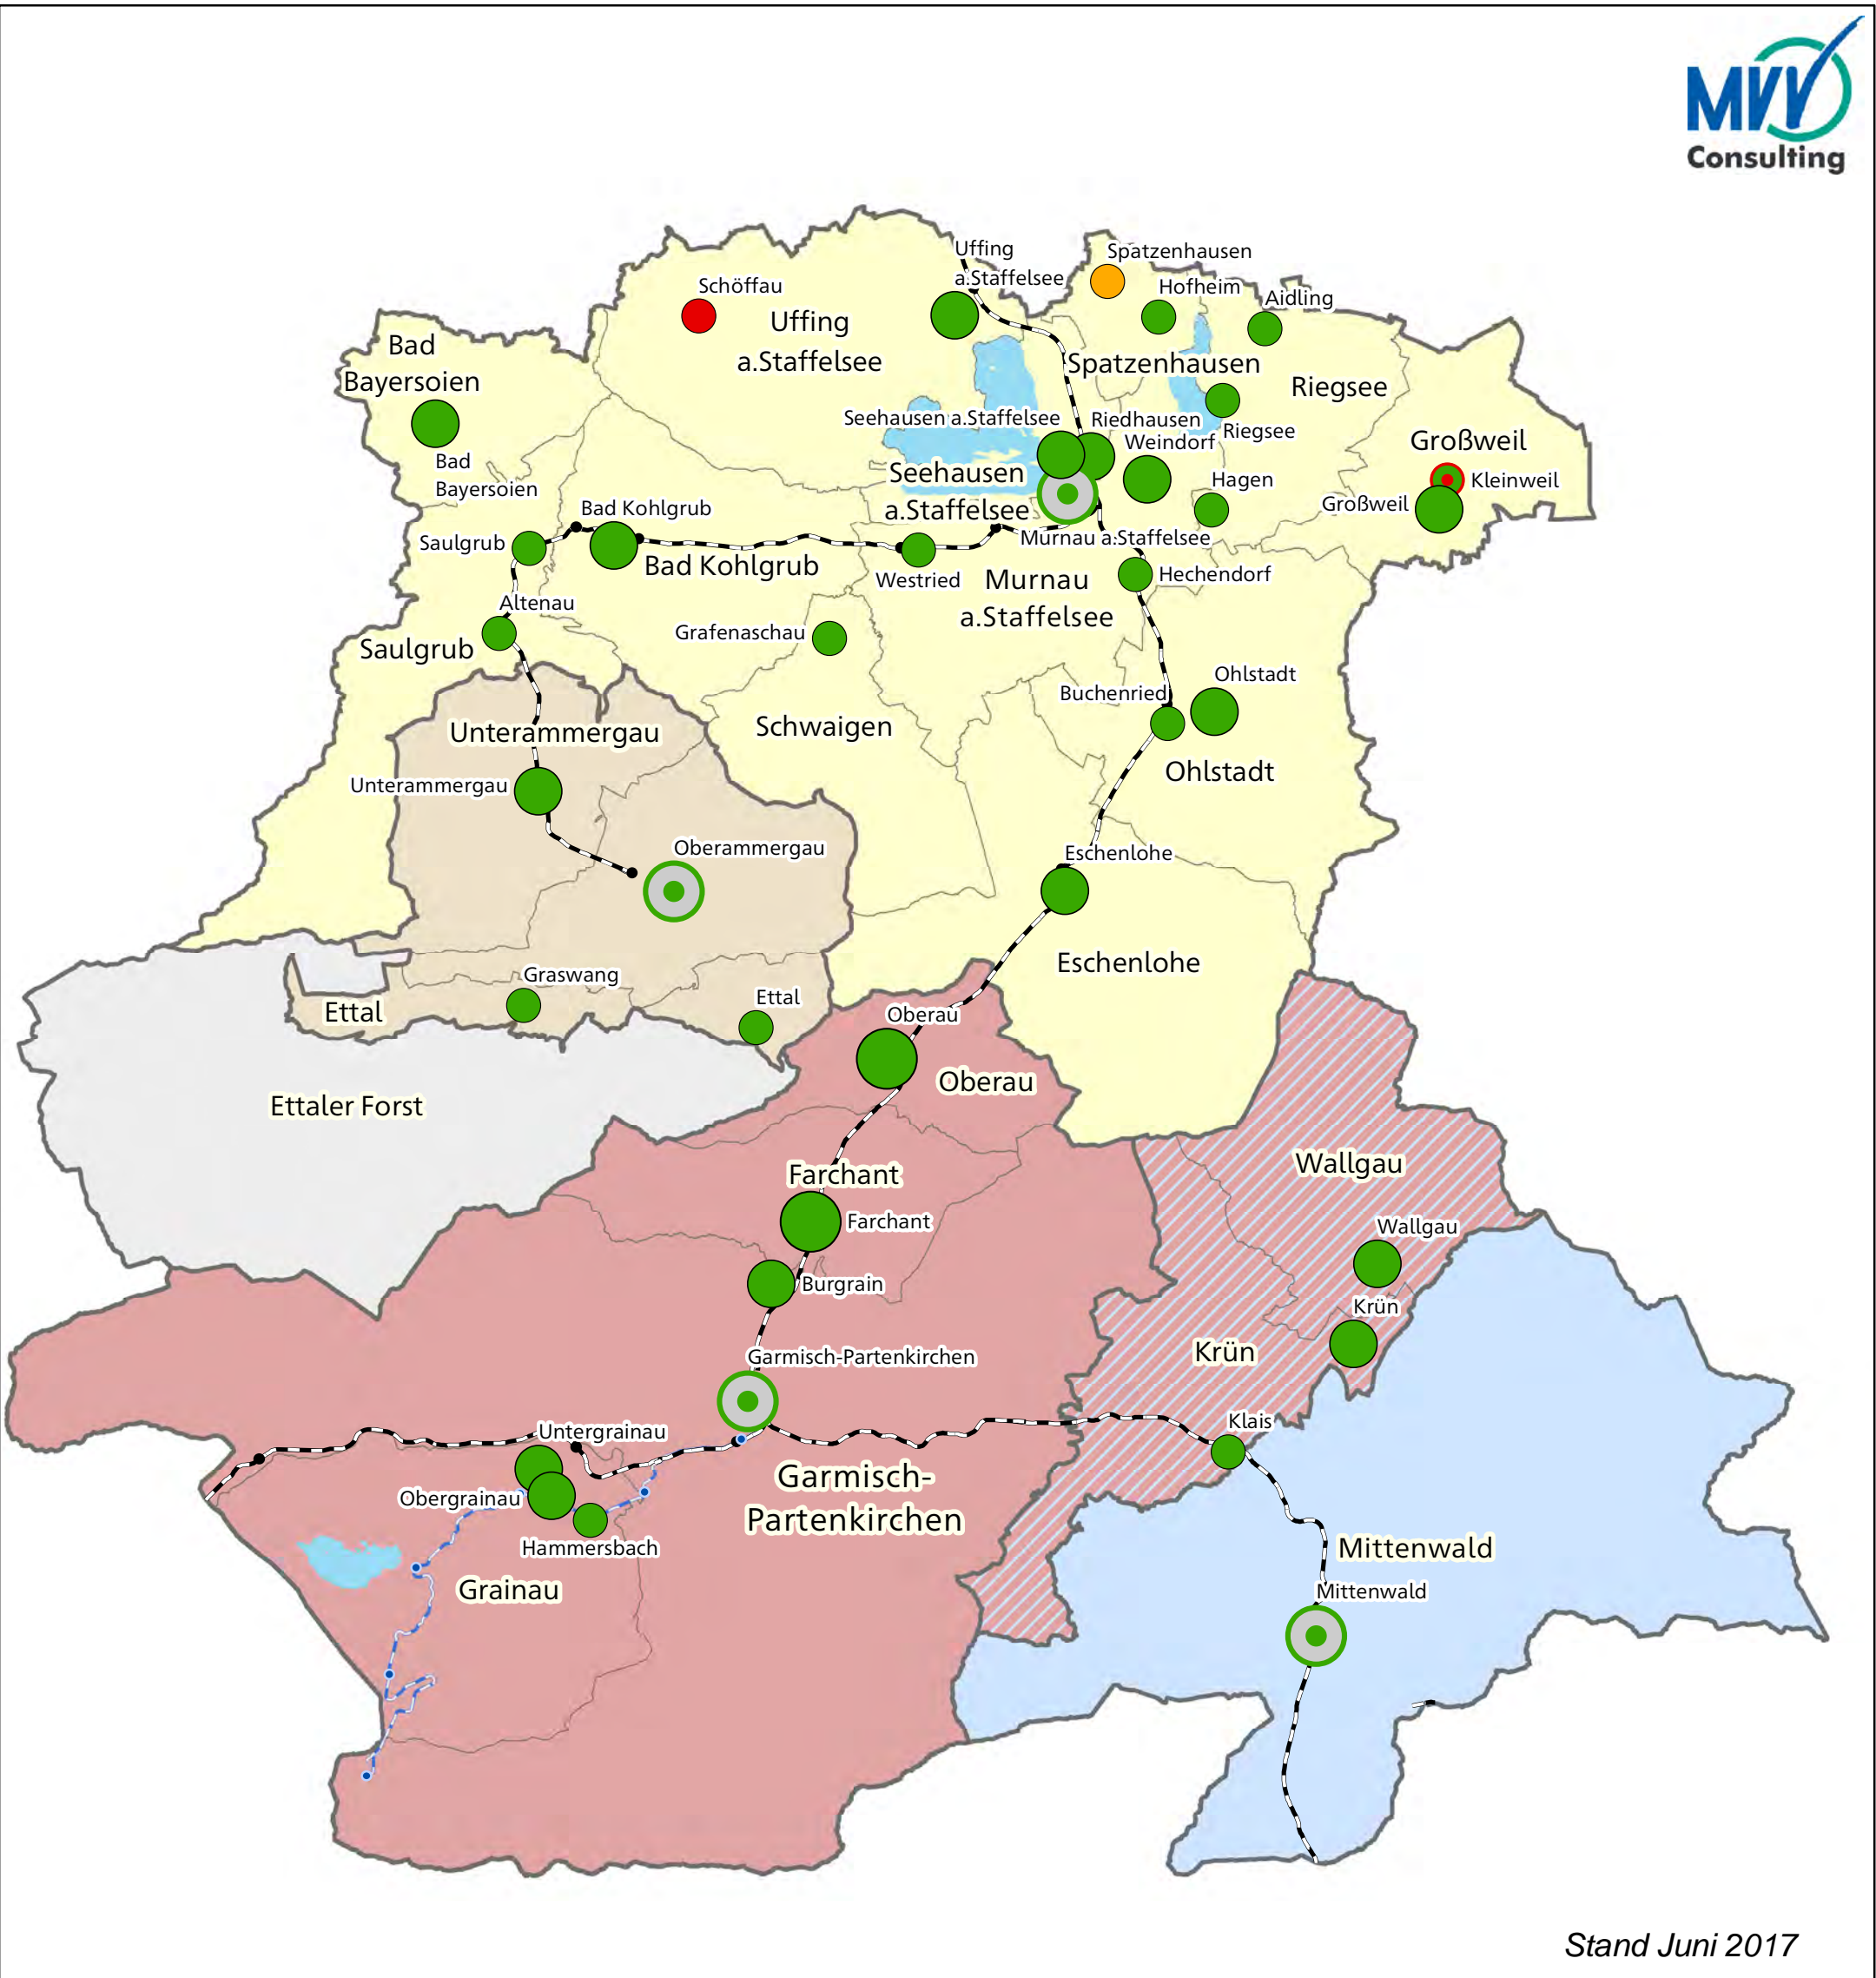 MVV
Consulting
Uffing
a.Staffelsee
Spatzenhausen
Hofheim
Aidling
Schöffau
Uffing
a.Staffelsee
Bad
Bayersoien
Spatzenhausen
Riegsee
Seehausen a.Staffelsee
Riedhausen
Riegsee
Weindorf
Großweil
Bad
Bayersoien
Seehausen
a.Staffelsee
Hagen
Kleinweil
Großweil
Bad Kohlgrub
Saulgrub
Murnau a.Staffelsee
Bad Kohlgrub
Westried
Murnau
a.Staffelsee
Hechendorf
Altenau
Grafenaschau
Saulgrub
Ohlstadt
Buchenried
Unterammergau
Schwaigen
Ohlstadt
Unterammergau
Oberammergau
Eschenlohe
Eschenlohe
Graswang
Ettal
Ettal
Oberau
Oberau
Ettaler Forst
Farchant
Farchant
Wallgau
Wallgau
Burgrain
Krün
Krün
Garmisch-Partenkirchen
Klais
Untergrainau
Garmisch-
Partenkirchen
Obergrainau
Hammersbach
Grainau
Mittenwald
Mittenwald
Stand Juni 2017